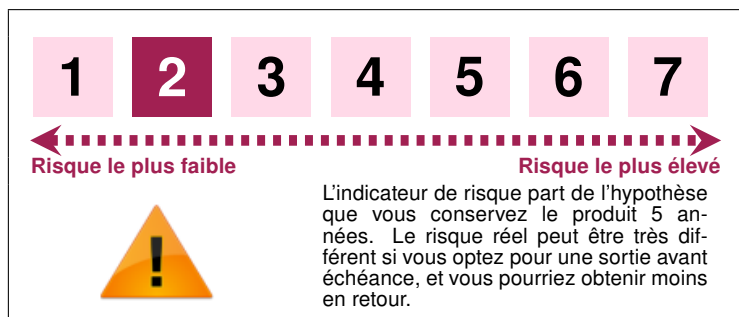 1 2 3 4 5 6 7
Risque le plus faible Risque le plus élevé
L'indicateur de risque part de l'hypothèse
que vous conservez le produit 5 an-
nées. Le risque réel peut être très dif-
férent si vous optez pour une sortie avant
échéance, et vous pourriez obtenir moins
en retour.